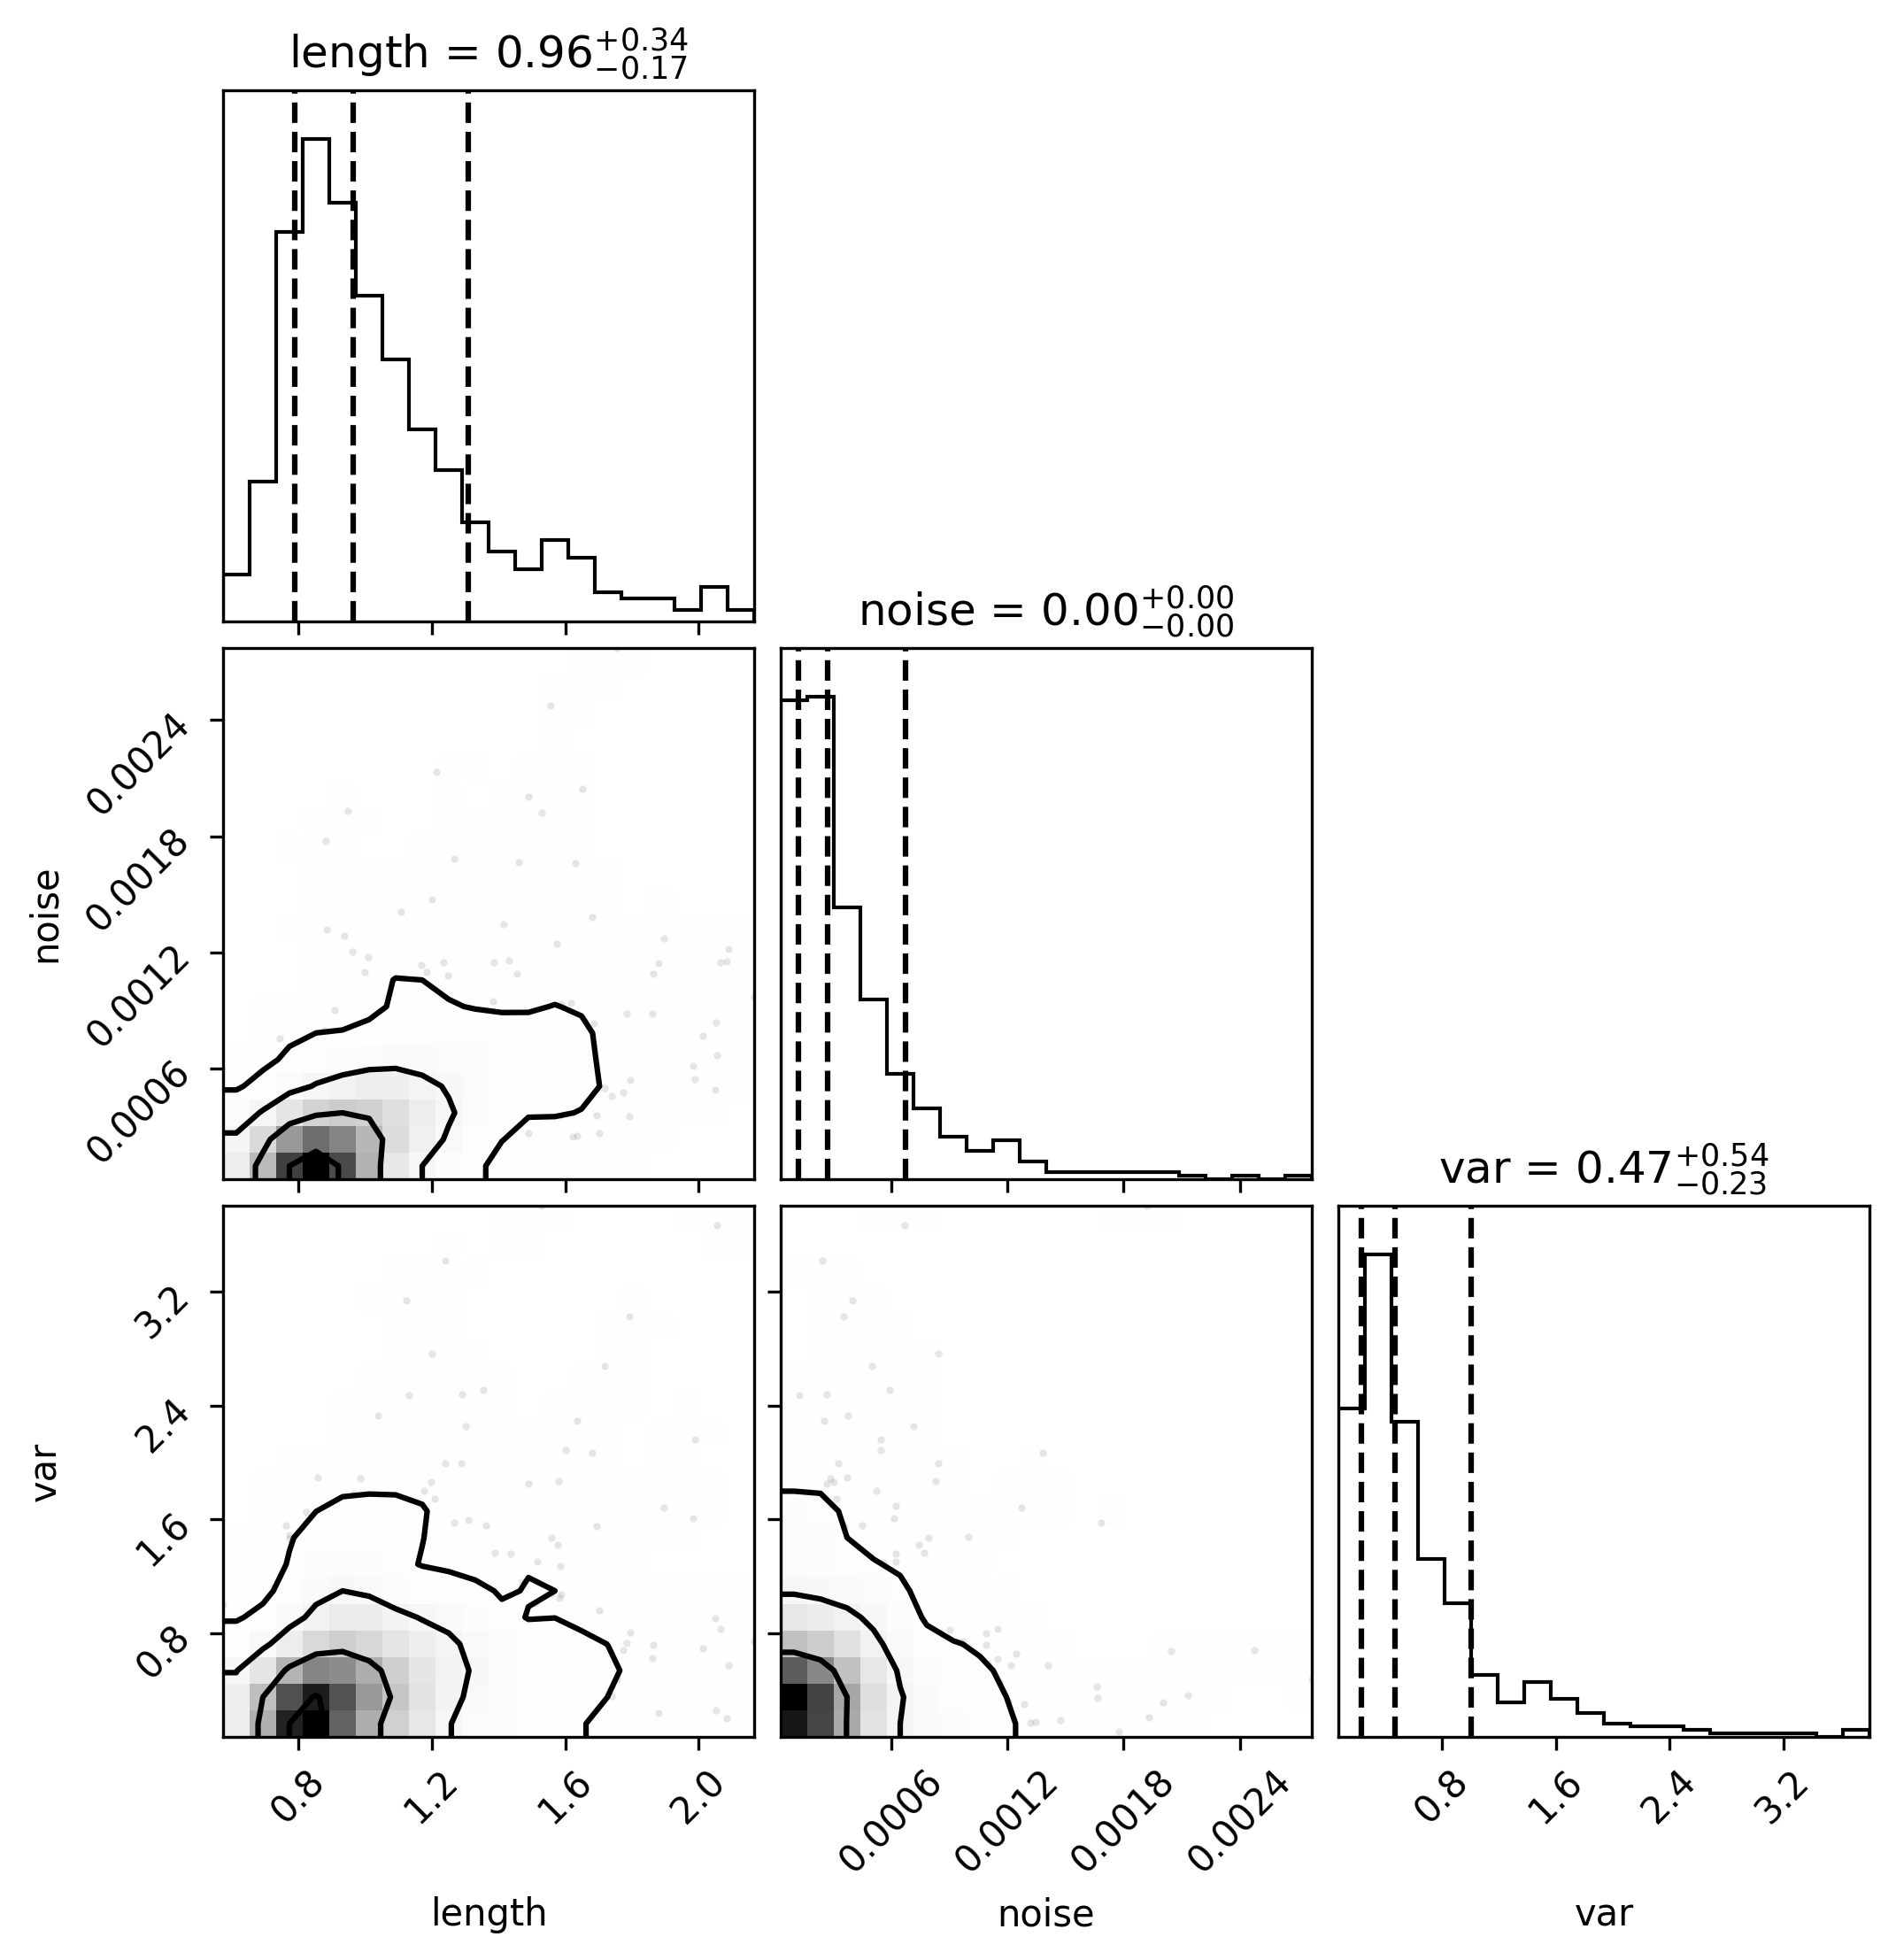 length = 0.96 +0.34 −0.17
noise = 0.00 +0.00 −0.00
0.0024
0.0018
0.0012
0.0006
noise
var = 0.47 +0.54 −0.23
3.2
2.4
1.6
0.8
var
0.8 1.2 1.6 2.0 0.0006 0.0012 0.0018 0.0024 0.8 1.6 2.4 3.2
length noise var